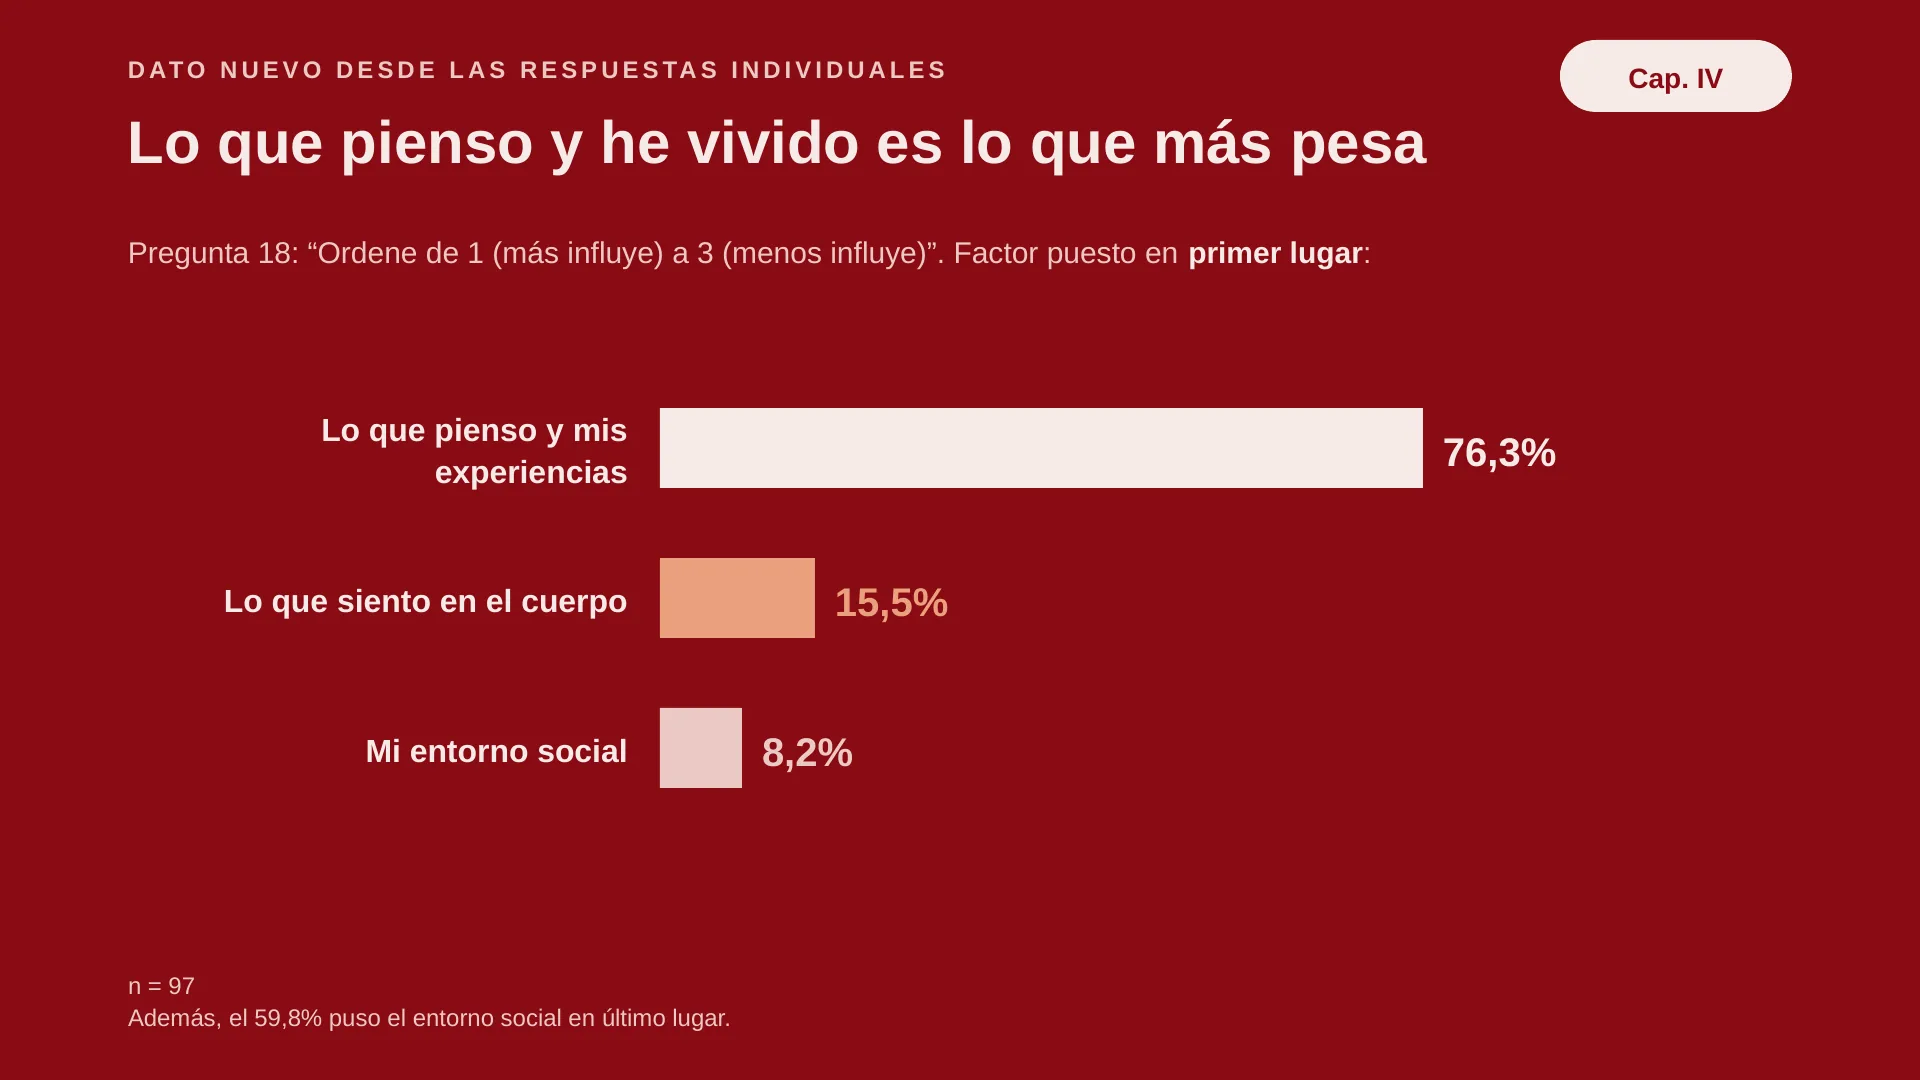 DATO NUEVO DESDE LAS RESPUESTAS INDIVIDUALES
Cap. IV
Lo que pienso y he vivido es lo que más pesa
Pregunta 18: “Ordene de 1 (más influye) a 3 (menos influye)”. Factor puesto en primer lugar:
Lo que pienso y mis
experiencias
76,3%
Lo que siento en el cuerpo
15,5%
Mi entorno social
8,2%
n = 97
Además, el 59,8% puso el entorno social en último lugar.